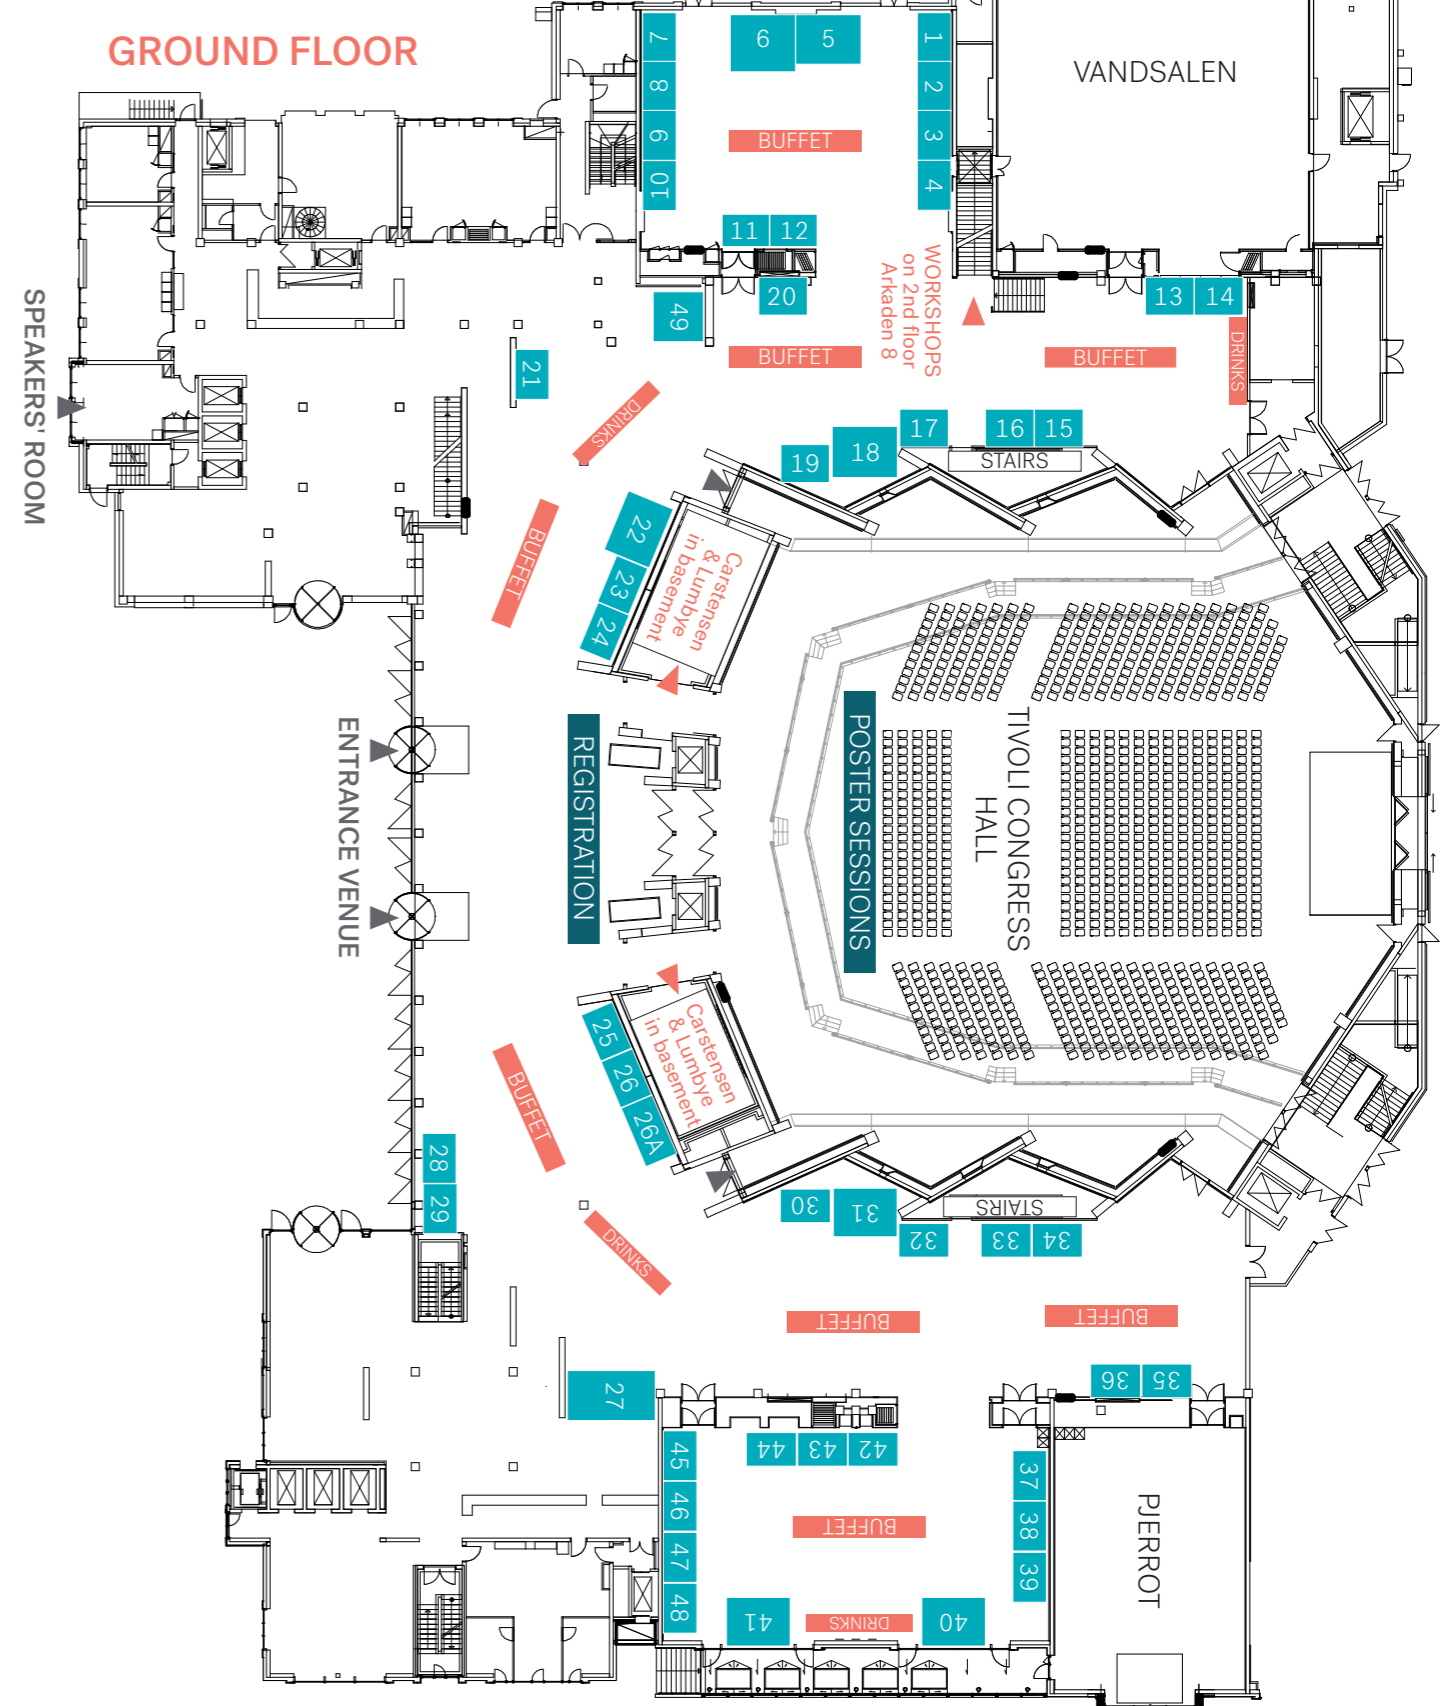 GROUND FLOOR
7
6
5
1
VANDSALEN
8
2
BUFFET
9
3
10
4
11
12
WORKSHOPS
on 2nd floor
Arkaden 8
20
13
14
49
SPEAKERS' ROOM
21
BUFFET
BUFFET
DRINKS
DRINKS
17
16
15
18
19
STAIRS
22
23
24
BUFFET
Carstensen
& Lumbye
in basement
REGISTRATION
POSTER SESSIONS
TIVOLI CONGRESS
HALL
ENTRANCE VENUE
Carstensen
& Lumbye
in basement
25
26
26A
BUFFET
28
29
30
31
STAIRS
32
33
34
DRINKS
BUFFET
BUFFET
27
36
35
44
43
42
45
46
47
48
37
38
39
BUFFET
PJERROT
41
DRINKS
40